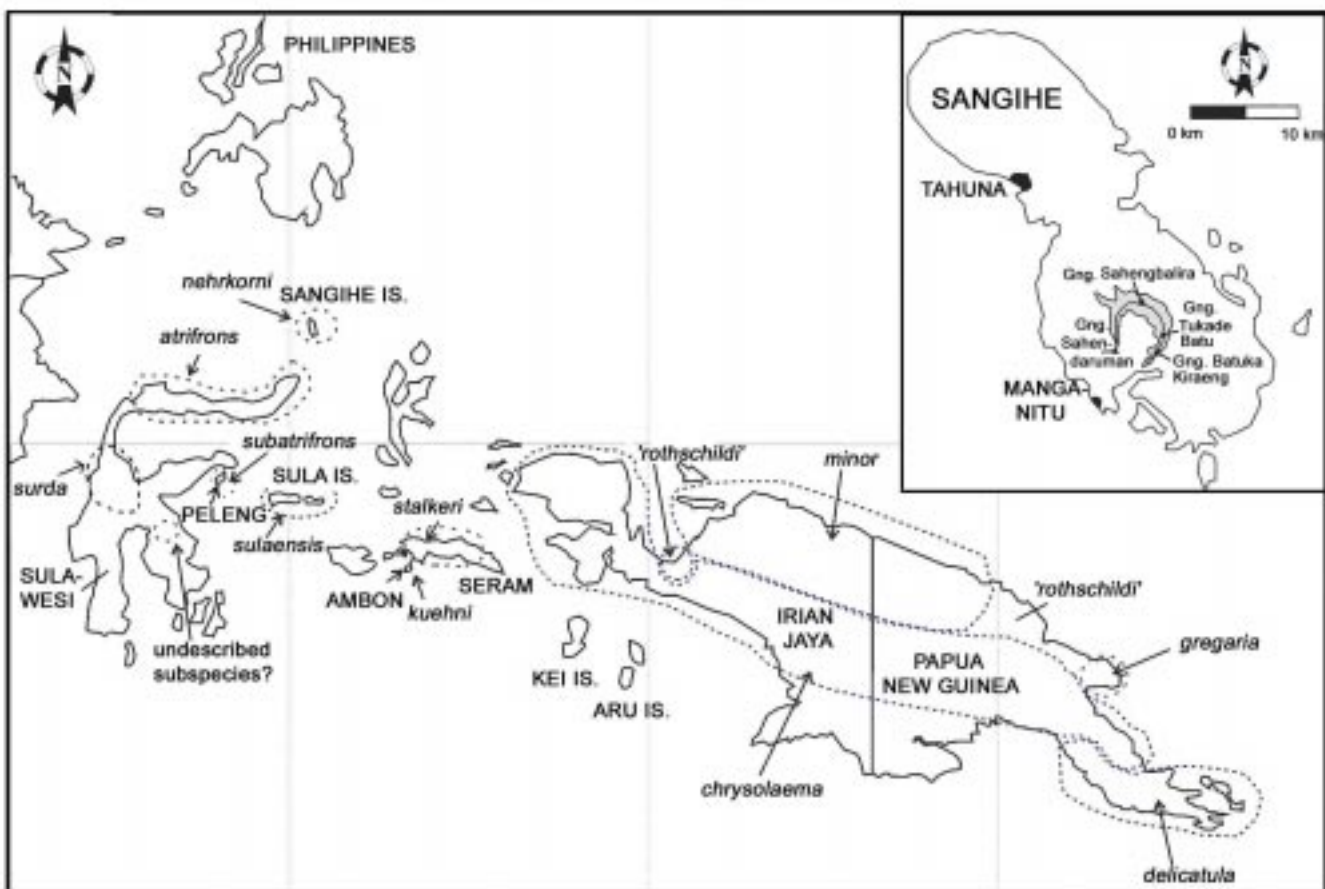 N
PHILIPPINES
nehrkorni
SANGIHE IS.
atrifrons
subatrifrons
SULA IS.
surda
PELENG
sulaensis
SULA-
WESI
undescribed
subspecies?
stalkeri
AMBON
kuehni
SERAM
KEI IS.
ARU IS.
'rothschildi'
minor
IRIAN
JAYA
PAPUA
NEW GUINEA
'rothschildi'
gregaria
chrysolaema
delicatula
N
SANGIHE
0 km
10 km
TAHUNA
Gng. Sahengbalira
Gng.
Tukade
Batu
Gng.
Sahen-
daruman
Gng. Batuka
Kiraeng
MANGA-
NITU